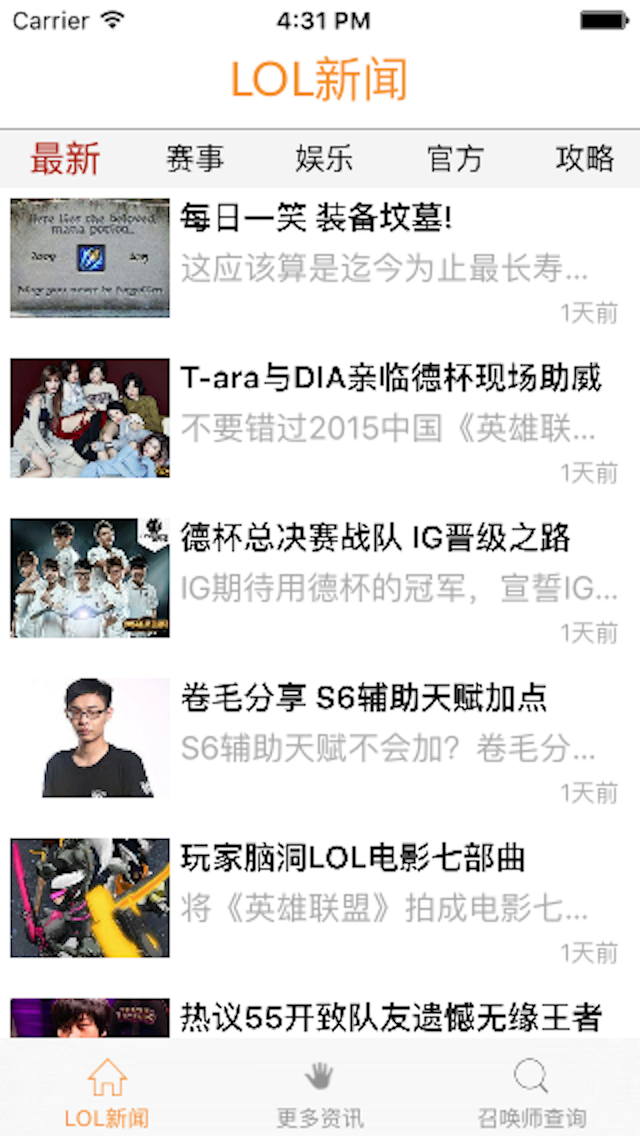 Carrier 4:31 PM
LOL新闻
最新 赛事 娱乐 官方 攻略
Here lies the beloved
mana potion..
2009 2015
May you never be forgotten
每日一笑 装备坟墓!
这应该算是迄今为止最长寿...
1天前
T-ara与DIA亲临德杯现场助威
不要错过2015中国《英雄联...
1天前
德杯总决赛战队 IG晋级之路
IG期待用德杯的冠军，宣誓IG...
1天前
卷毛分享 S6辅助天赋加点
S6辅助天赋不会加？卷毛分...
1天前
玩家脑洞LOL电影七部曲
将《英雄联盟》拍成电影七...
1天前
热议55开致队友遗憾无缘王者
LOL新闻 更多资讯 召唤师查询